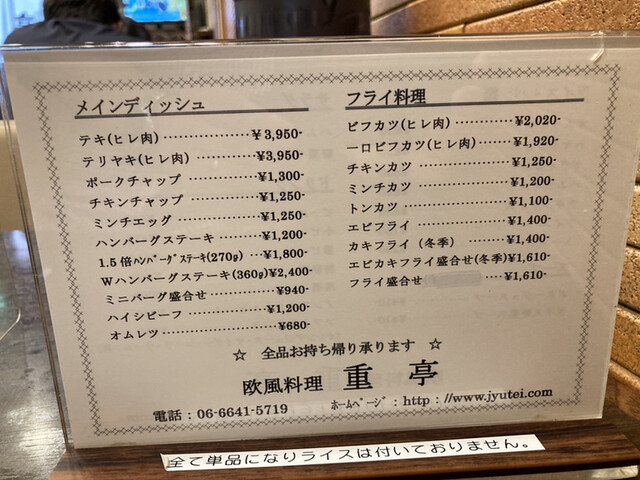 メインディッシュ
テキ(ヒレ肉)‥‥‥‥‥‥¥3,950-
テリヤキ(ヒレ肉)‥‥‥‥¥3,950-
ポークチャップ ‥‥‥‥‥¥1,300-
チキンチャップ ‥‥‥‥‥¥1,250-
ミンチエッグ ‥‥‥‥‥‥¥1,250-
ハンバーグステーキ ‥‥‥¥1,200-
1.5倍ﾊﾝﾊﾞｰｸﾞｽﾃｰｷ(270g)‥¥1,800-
Wハンバーグステーキ(360g)¥2,400-
ミニバーグ盛合せ ‥‥‥‥¥940-
ハイシビーフ ‥‥‥‥‥‥¥1,200-
オムレツ ‥‥‥‥‥‥‥‥¥680-
フライ料理
ビフカツ(ヒレ肉)‥‥‥‥¥2,020-
一口ビフカツ(ヒレ肉)‥‥¥1,920-
チキンカツ ‥‥‥‥‥‥‥¥1,250-
ミンチカツ ‥‥‥‥‥‥‥¥1,200-
トンカツ ‥‥‥‥‥‥‥‥¥1,100-
エビフライ ‥‥‥‥‥‥‥¥1,400-
カキフライ(冬季) ‥‥‥¥1,400-
エビカキフライ盛合せ(冬季)¥1,610-
フライ盛合せ ‥¥1,610-
☆ 全品お持ち帰り承ります ☆
欧風料理 重亭
電話:06-6641-5719 ﾎｰﾑﾍﾟｰｼﾞ:http://www.jyutei.com
全て単品になりライスは付いておりません。